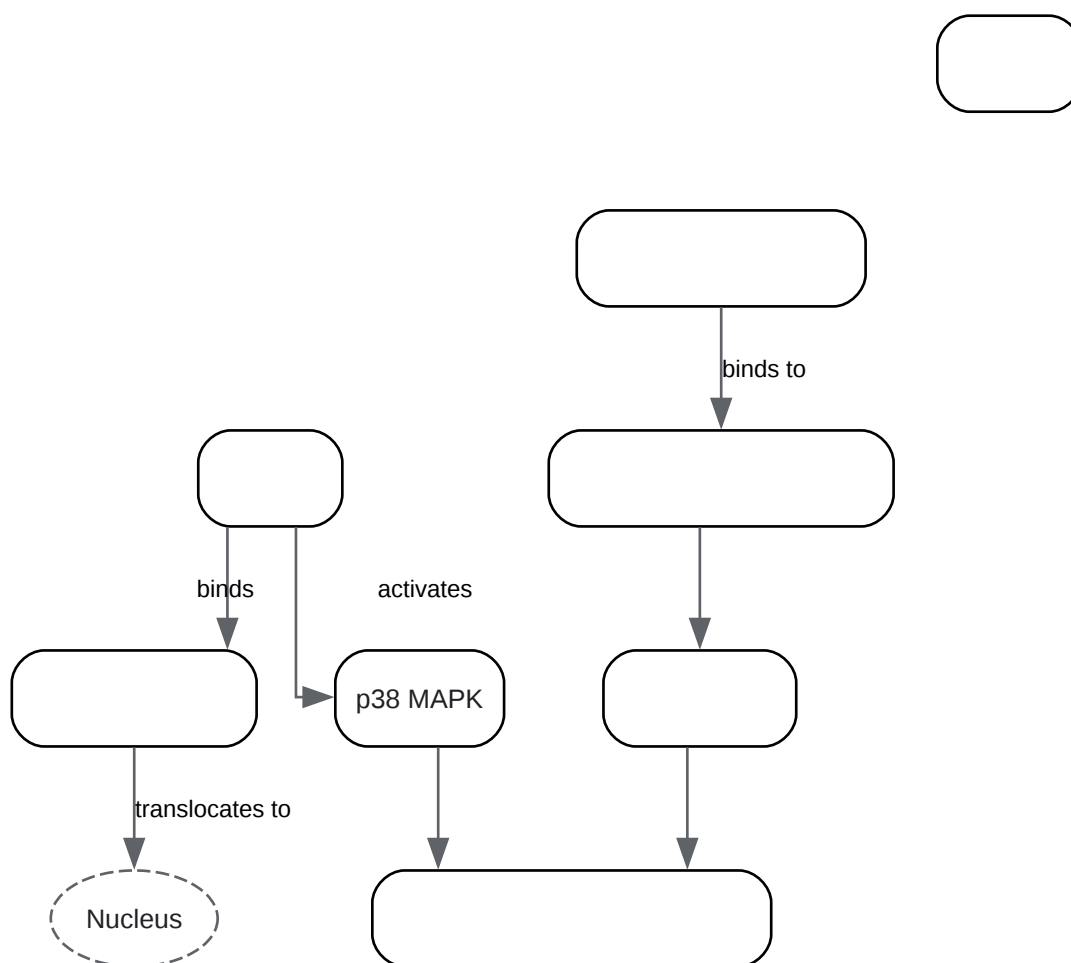 binds to
binds
activates
p38 MAPK
translocates to
Nucleus